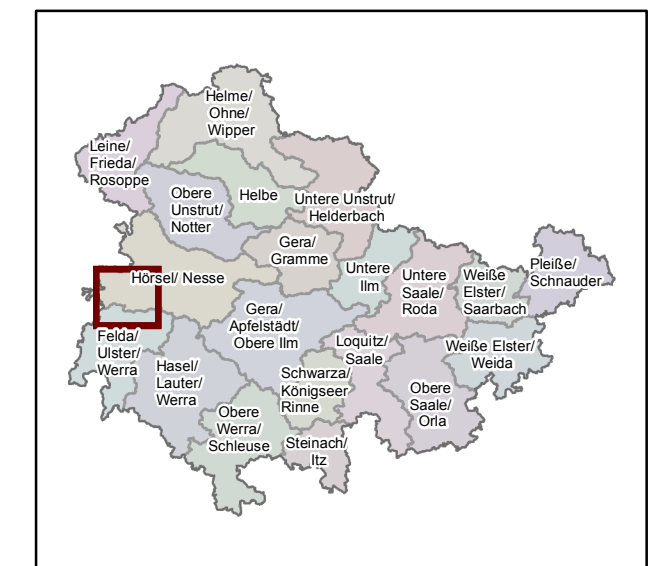 Helme/
Ohne/
Wipper
Leine/
Frieda/
Rosoppe
Obere
Unstrut/
Notter
Helbe
Untere Unstrut/
Helderbach
Gera/
Gramme
Hörsel/ Nesse
Untere
Ilm
Untere
Saale/
Roda
Weiße
Elster/
Saarbach
Pleiße/
Schnauder
Felda/
Ulster/
Werra
Hasel/
Lauter/
Werra
Gera/
Apfelstädt/
Obere Ilm
Loquitz/
Saale
Weiße Elster/
Weida
Schwarza/
Königseer
Rinne
Obere
Saale/
Orla
Obere
Werra/
Schleuse
Steinach/
Itz